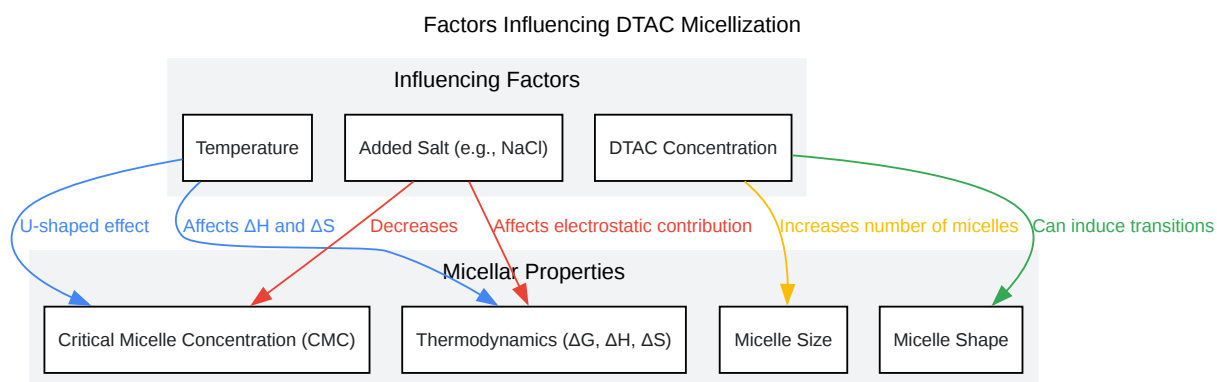 Factors Influencing DTAC Micellization
Influencing Factors
Temperature
Added Salt (e.g., NaCl)
DTAC Concentration
U-shaped effect
Affects ΔH and ΔS
Decreases
Affects electrostatic contribution
Increases number of micelles
Can induce transitions
Micellar Properties
Critical Micelle Concentration (CMC)
Thermodynamics (ΔG, ΔH, ΔS)
Micelle Size
Micelle Shape